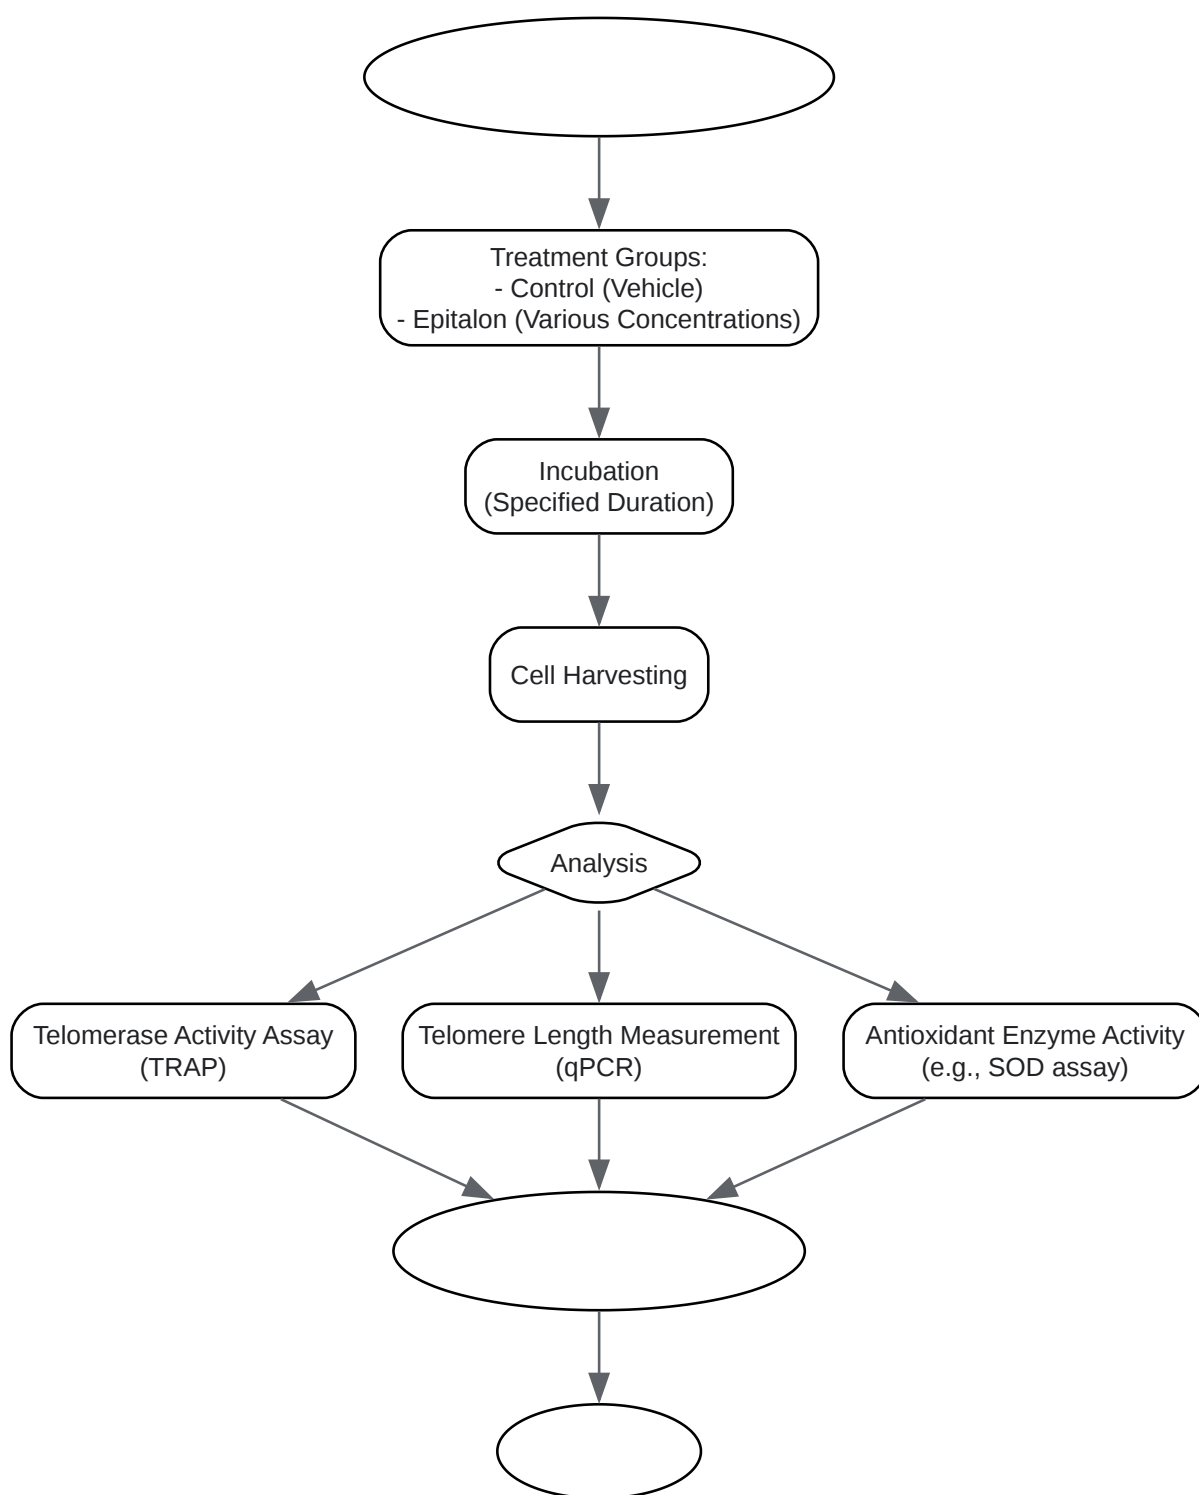 Treatment Groups:
- Control (Vehicle)
- Epitalon (Various Concentrations)
Incubation
(Specified Duration)
Cell Harvesting
Analysis
Telomerase Activity Assay
(TRAP)
Telomere Length Measurement
(qPCR)
Antioxidant Enzyme Activity
(e.g., SOD assay)